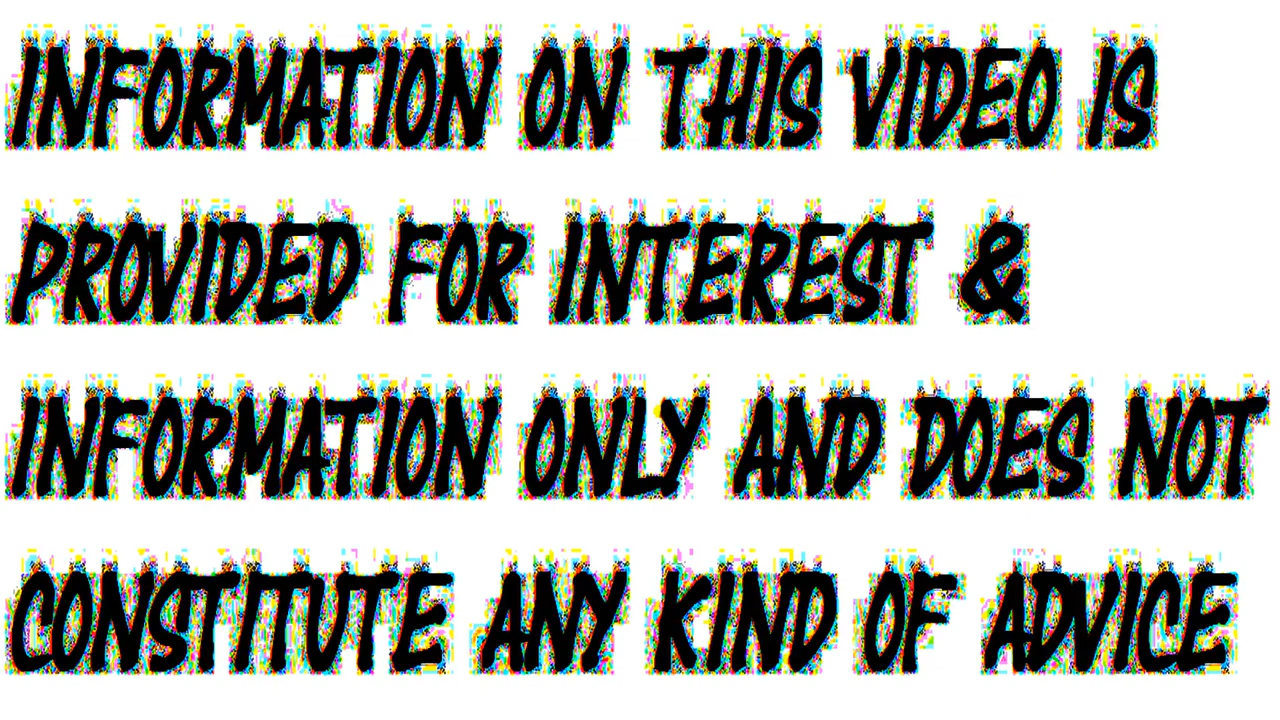 INFORMATION ON THIS VIDEO IS
PROVIDED FOR INTEREST &
INFORMATION ONLY AND DOES NOT
CONSTITUTE ANY KIND OF ADVICE